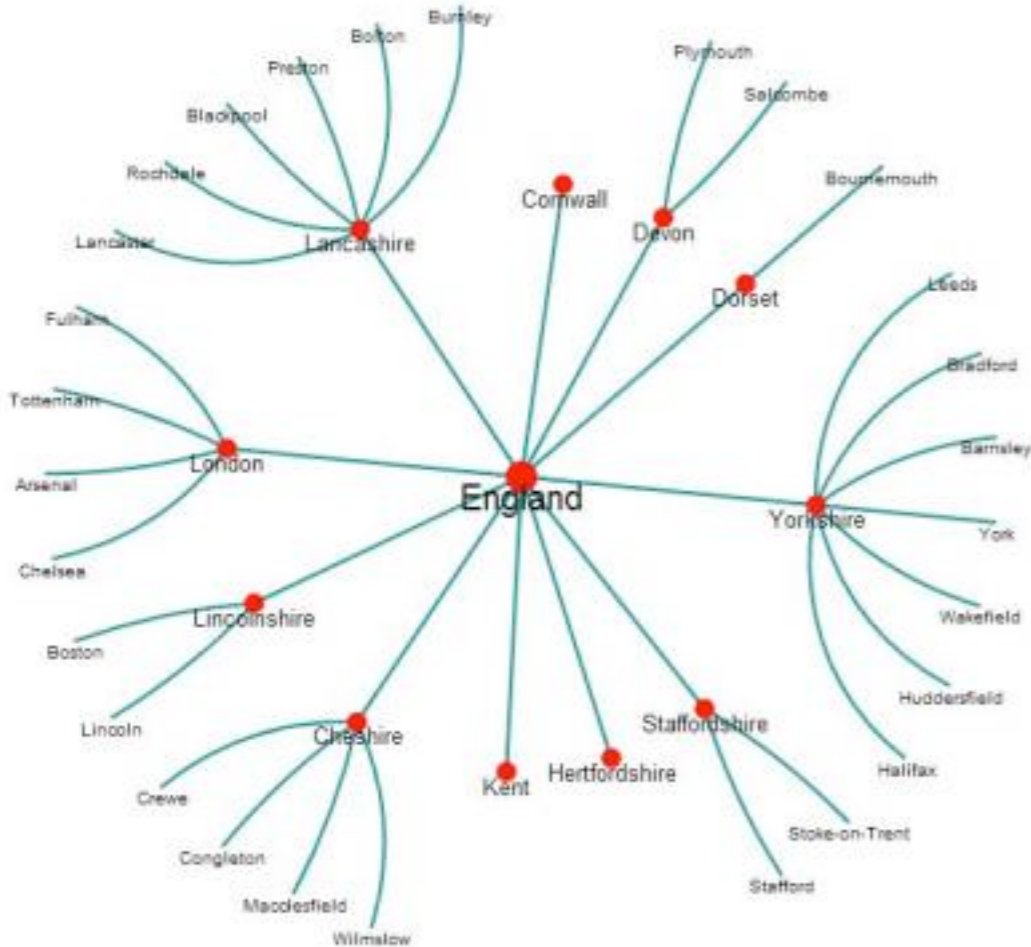 Burnley
Bolton
Preston
Blackpool
Rochdale
Lancaster
Lancashire
Cornwall
Plymouth
Salcombe
Devon
Bournemouth
Dorset
Leeds
Bradford
Barnsley
York
Yorkshire
Wakefield
Huddersfield
Halifax
Fulham
Tottenham
London
Arsenal
Chelsea
England
Lincolnshire
Boston
Lincoln
Cheshire
Crewe
Congleton
Macclesfield
Wilmslow
Kent
Hertfordshire
Staffordshire
Stoke-on-Trent
Stafford